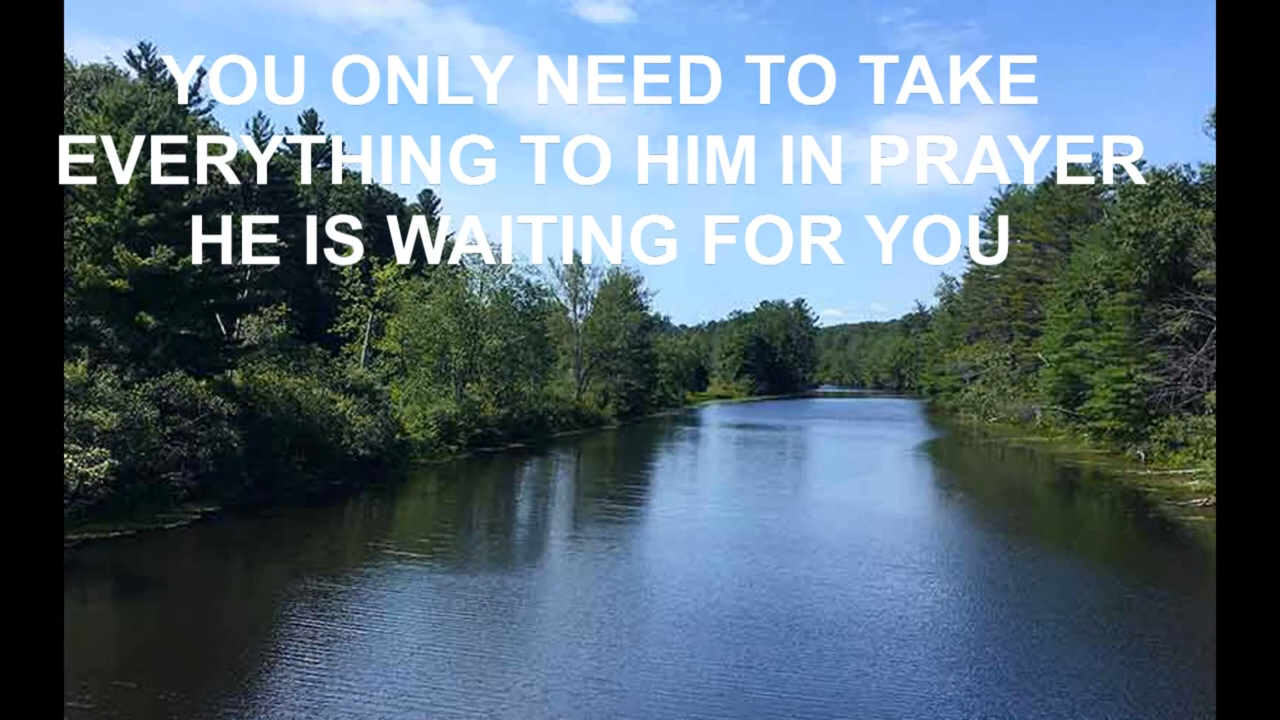 YOU ONLY NEED TO TAKE
EVERYTHING TO HIM IN PRAYER
HE IS WAITING FOR YOU